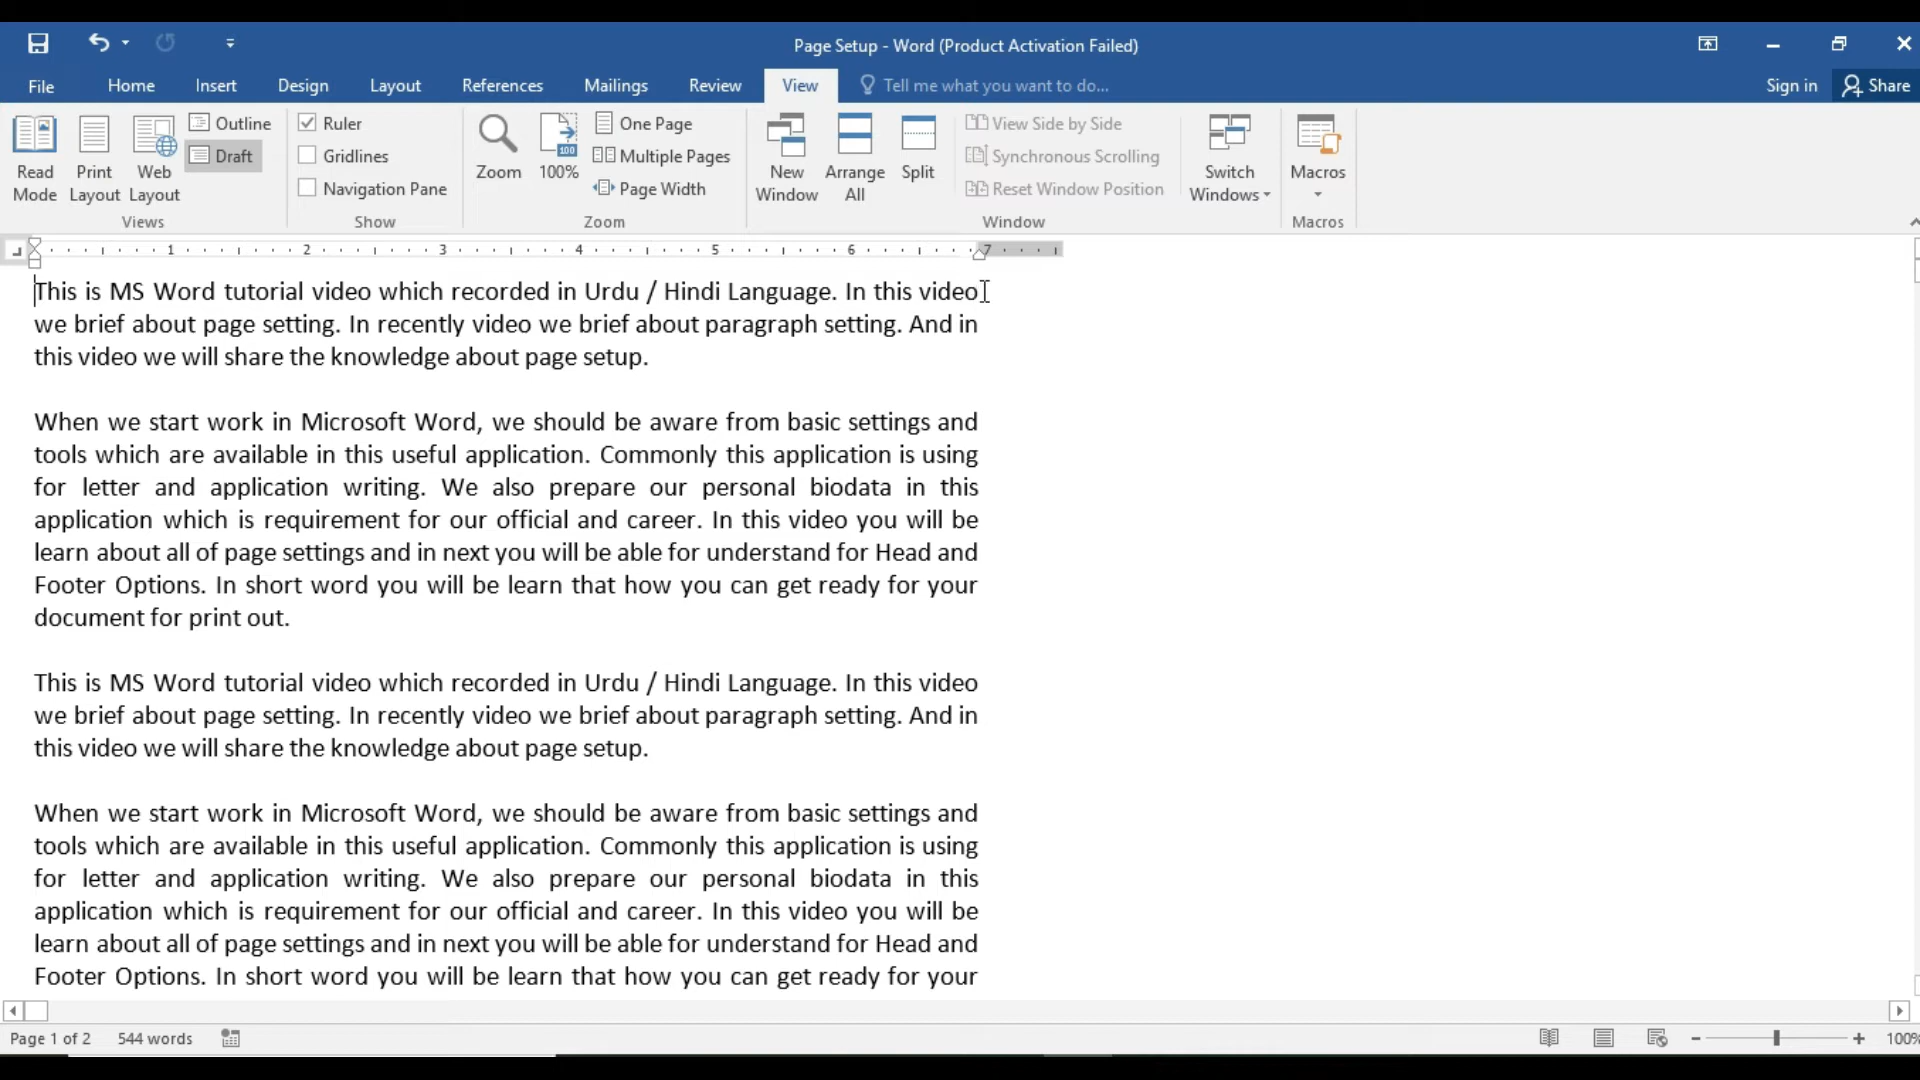 Page Setup - Word (Product Activation Failed)
File Home Insert Design Layout References Mailings Review View Tell me what you want to do... Sign in Share
Read Mode
Print Layout
Web Layout
Outline
Draft
Views
Ruler
Gridlines
Navigation Pane
Show
Zoom
100
100%
One Page
Multiple Pages
Page Width
Zoom
New Window
Arrange All
Split
View Side by Side
Synchronous Scrolling
Reset Window Position
Switch Windows
Window
Macros
Macros
1 2 3 4 5 6 7
This is MS Word tutorial video which recorded in Urdu / Hindi Language. In this video
we brief about page setting. In recently video we brief about paragraph setting. And in
this video we will share the knowledge about page setup.
When we start work in Microsoft Word, we should be aware from basic settings and
tools which are available in this useful application. Commonly this application is using
for letter and application writing. We also prepare our personal biodata in this
application which is requirement for our official and career. In this video you will be
learn about all of page settings and in next you will be able for understand for Head and
Footer Options. In short word you will be learn that how you can get ready for your
document for print out.
This is MS Word tutorial video which recorded in Urdu / Hindi Language. In this video
we brief about page setting. In recently video we brief about paragraph setting. And in
this video we will share the knowledge about page setup.
When we start work in Microsoft Word, we should be aware from basic settings and
tools which are available in this useful application. Commonly this application is using
for letter and application writing. We also prepare our personal biodata in this
application which is requirement for our official and career. In this video you will be
learn about all of page settings and in next you will be able for understand for Head and
Footer Options. In short word you will be learn that how you can get ready for your
Page 1 of 2 544 words 100%